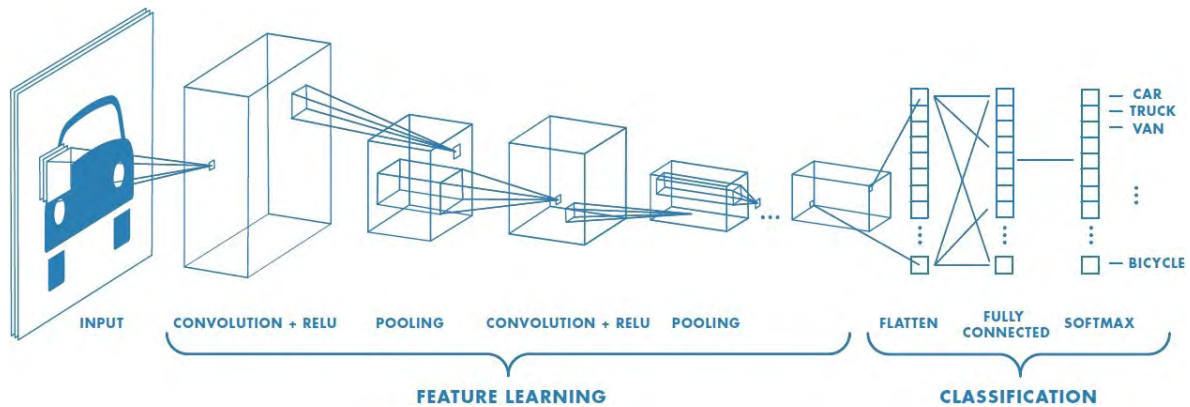 CAR
TRUCK
VAN
BICYCLE
INPUT
CONVOLUTION + RELU
POOLING
CONVOLUTION + RELU
POOLING
FLATTEN
FULLY
CONNECTED
SOFTMAX
FEATURE LEARNING
CLASSIFICATION